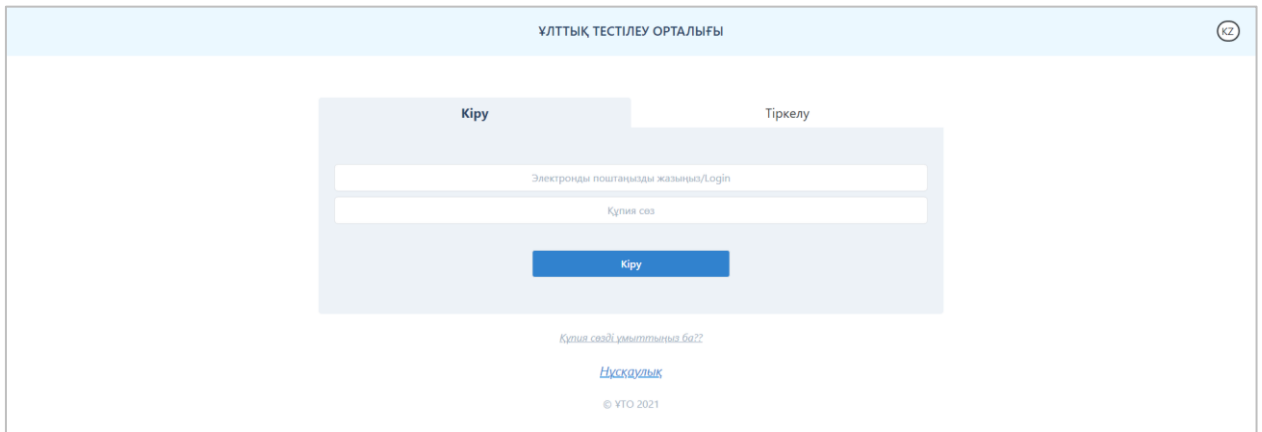 ҰЛТТЫҚ ТЕСТІЛЕУ ОРТАЛЫҒЫ
KZ
Кіру
Тіркелу
Электронды поштаңызды жазыңыз/Login
Құпия сөз
Кіру
Құпия сөзді ұмыттыңыз ба??
Нұсқаулық
© ҰТО 2021